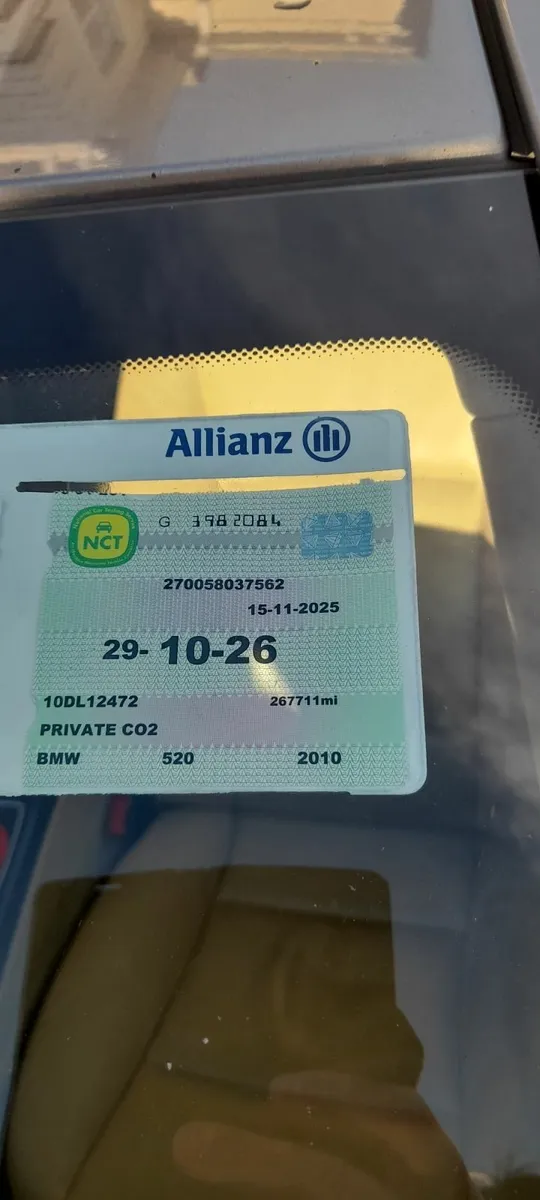 Allianz
NCT
G 3982084
270058037562
15-11-2025
29-10-26
10DL12472 267711mi
PRIVATE CO2
BMW 520 2010